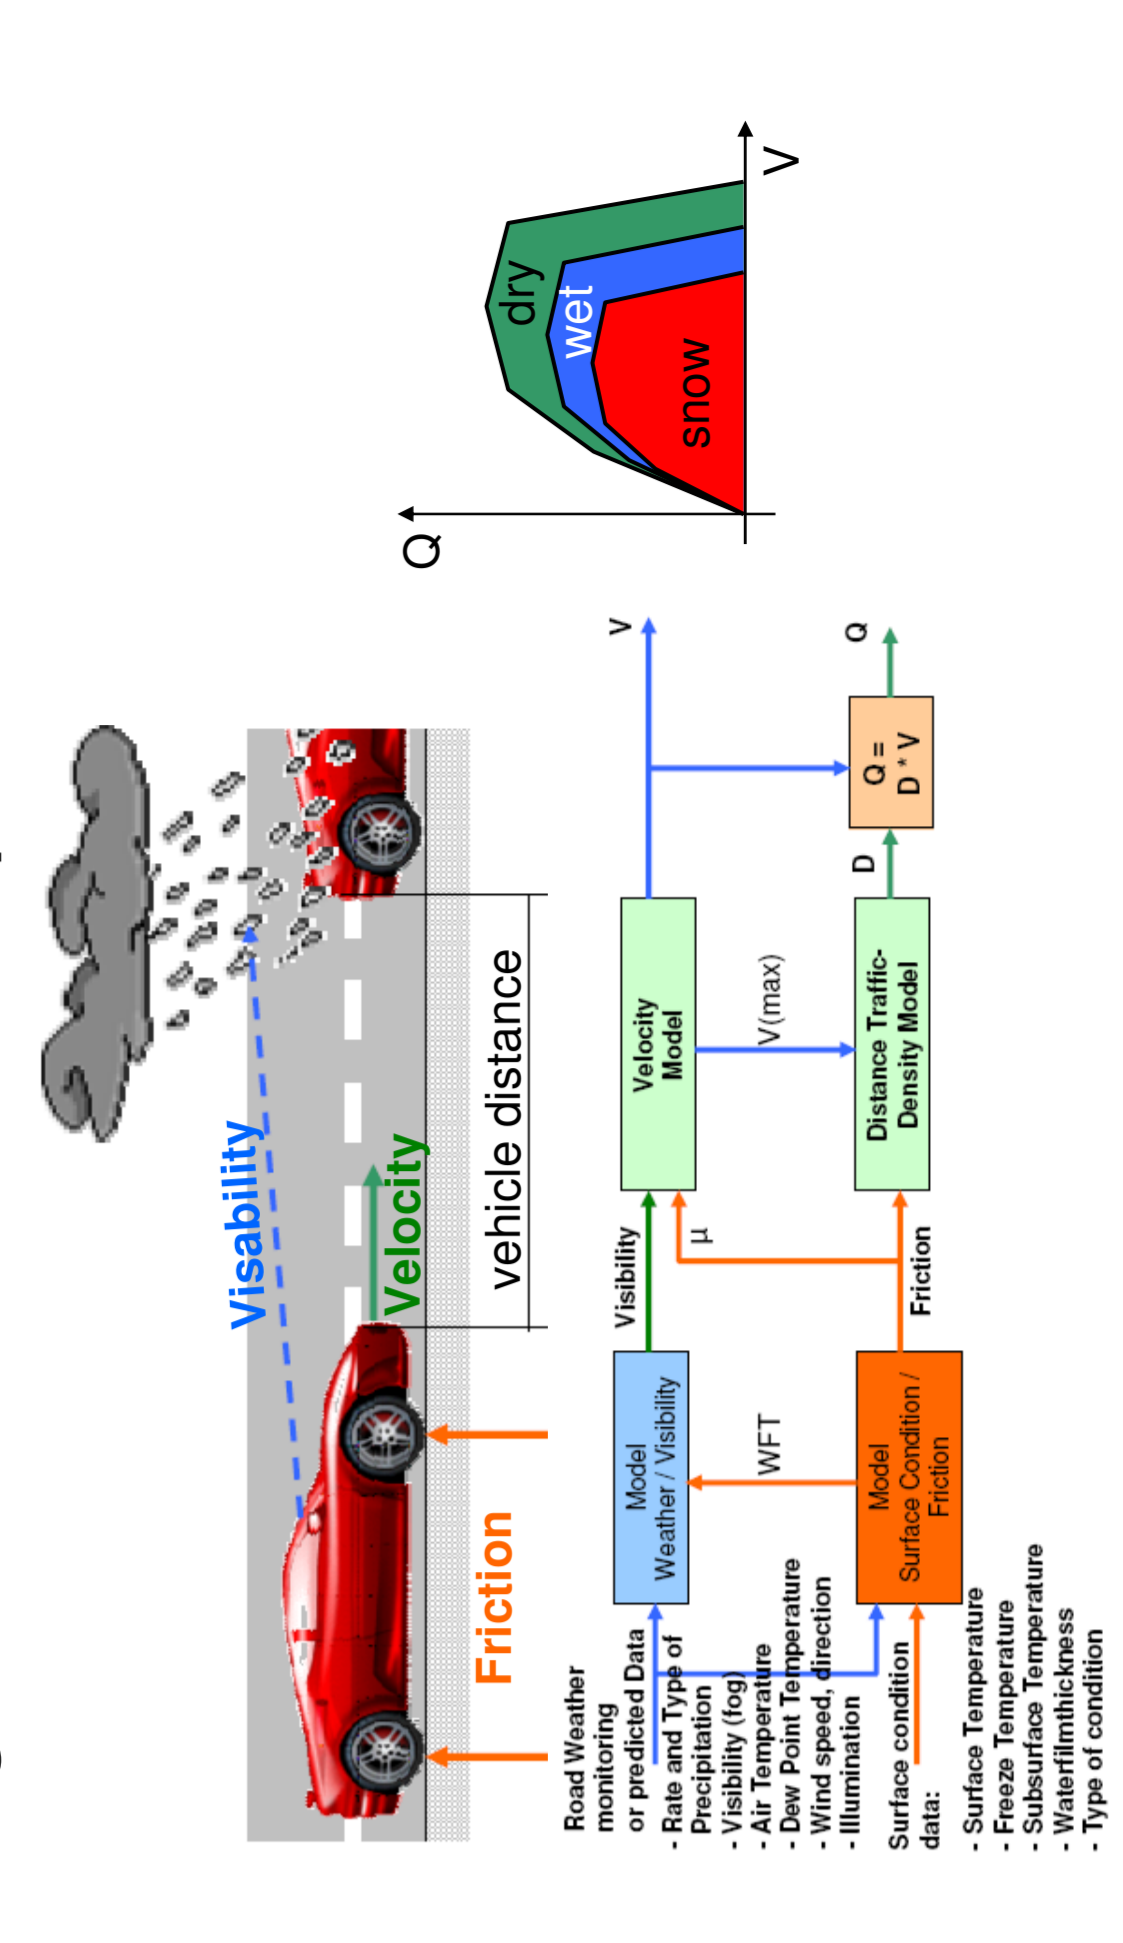 Visability
Velocity
vehicle distance
Friction
Q
dry
wet
snow
V
Road Weather
monitoring
or predicted Data
- Rate and Type of
Precipitation
- Visibility (fog)
- Air Temperature
- Dew Point Temperature
- Wind speed, direction
- Illumination
Surface condition
data:
- Surface Temperature
- Freeze Temperature
- Subsurface Temperature
- Waterfilmthickness
- Type of condition
Model
Weather / Visibility
WFT
Model
Surface Condition /
Friction
Visibility
µ
Friction
Velocity
Model
V(max)
Distance Traffic-
Density Model
V
D
Q =
D * V
Q